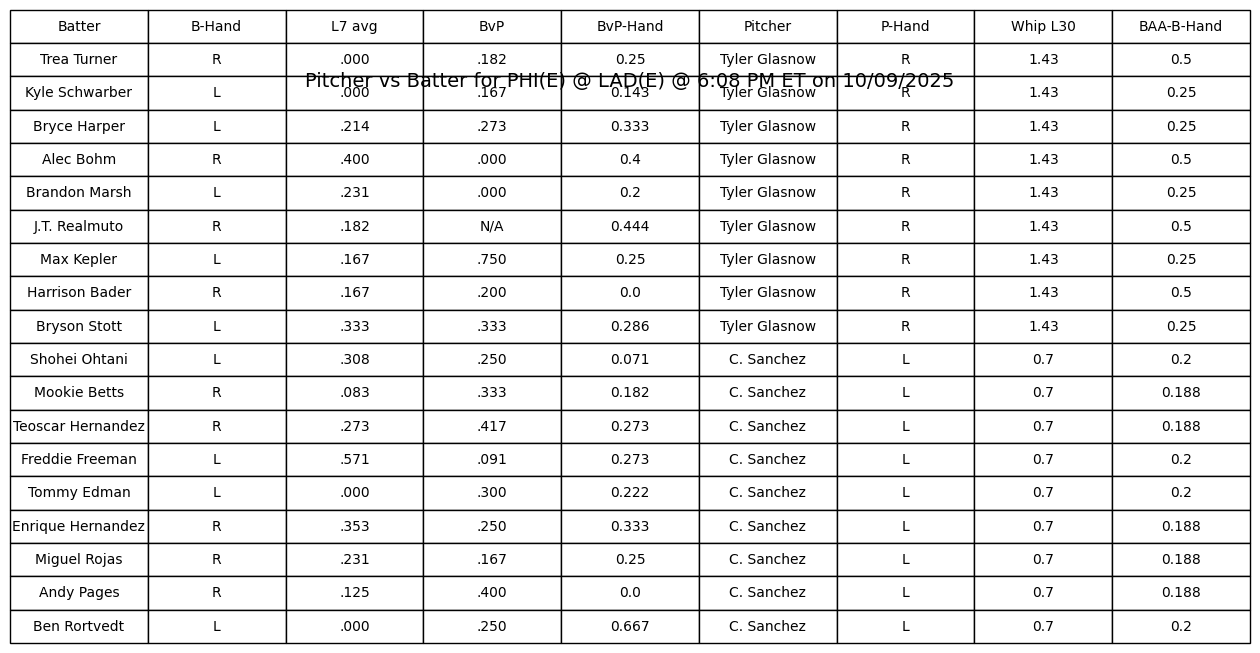 Batter B-Hand L7 avg BvP BvP-Hand Pitcher P-Hand Whip L30 BAA-B-Hand
Trea Turner R .000 .182 0.25 Tyler Glasnow R 1.43 0.5
Pitcher vs Batter for PHI(E) @ LAD(E) @ 6:08 PM ET on 10/09/2025
Kyle Schwarber L .000 .167 0.143 Tyler Glasnow R 1.43 0.25
Bryce Harper L .214 .273 0.333 Tyler Glasnow R 1.43 0.25
Alec Bohm R .400 .000 0.4 Tyler Glasnow R 1.43 0.5
Brandon Marsh L .231 .000 0.2 Tyler Glasnow R 1.43 0.25
J.T. Realmuto R .182 N/A 0.444 Tyler Glasnow R 1.43 0.5
Max Kepler L .167 .750 0.25 Tyler Glasnow R 1.43 0.25
Harrison Bader R .167 .200 0.0 Tyler Glasnow R 1.43 0.5
Bryson Stott L .333 .333 0.286 Tyler Glasnow R 1.43 0.25
Shohei Ohtani L .308 .250 0.071 C. Sanchez L 0.7 0.2
Mookie Betts R .083 .333 0.182 C. Sanchez L 0.7 0.188
Teoscar Hernandez R .273 .417 0.273 C. Sanchez L 0.7 0.188
Freddie Freeman L .571 .091 0.273 C. Sanchez L 0.7 0.2
Tommy Edman L .000 .300 0.222 C. Sanchez L 0.7 0.2
Enrique Hernandez R .353 .250 0.333 C. Sanchez L 0.7 0.188
Miguel Rojas R .231 .167 0.25 C. Sanchez L 0.7 0.188
Andy Pages R .125 .400 0.0 C. Sanchez L 0.7 0.188
Ben Rortvedt L .000 .250 0.667 C. Sanchez L 0.7 0.2